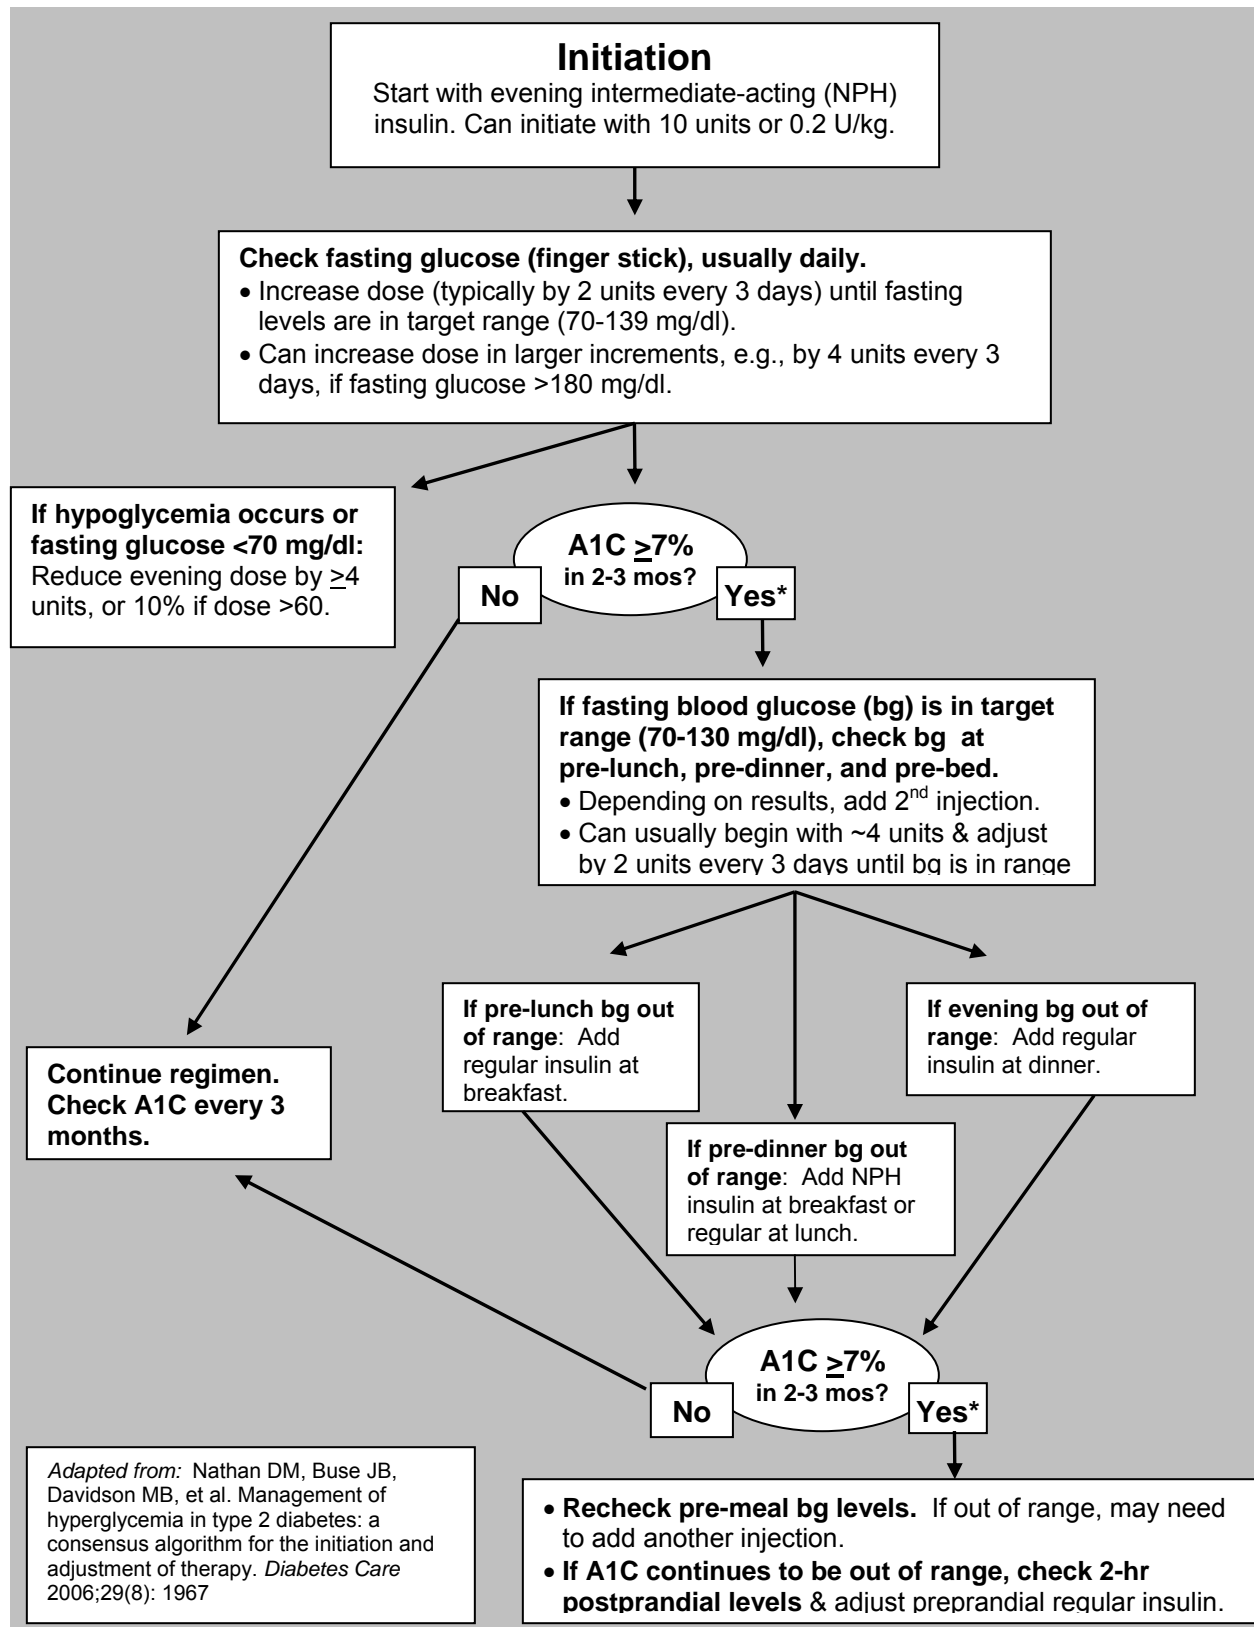 Initiation
Start with evening intermediate-acting (NPH)
insulin. Can initiate with 10 units or 0.2 U/kg.
Check fasting glucose (finger stick), usually daily.
• Increase dose (typically by 2 units every 3 days) until fasting
levels are in target range (70-139 mg/dl).
• Can increase dose in larger increments, e.g., by 4 units every 3
days, if fasting glucose >180 mg/dl.
If hypoglycemia occurs or
fasting glucose <70 mg/dl:
Reduce evening dose by ≥4
units, or 10% if dose >60.
A1C ≥7%
in 2-3 mos?
No
Yes*
If fasting blood glucose (bg) is in target
range (70-130 mg/dl), check bg at
pre-lunch, pre-dinner, and pre-bed.
• Depending on results, add 2nd injection.
• Can usually begin with ~4 units & adjust
by 2 units every 3 days until bg is in range
If pre-lunch bg out
of range: Add
regular insulin at
breakfast.
If evening bg out of
range: Add regular
insulin at dinner.
Continue regimen.
Check A1C every 3
months.
If pre-dinner bg out
of range: Add NPH
insulin at breakfast or
regular at lunch.
A1C ≥7%
in 2-3 mos?
No
Yes*
Adapted from: Nathan DM, Buse JB,
Davidson MB, et al. Management of
hyperglycemia in type 2 diabetes: a
consensus algorithm for the initiation and
adjustment of therapy. Diabetes Care
2006;29(8): 1967
• Recheck pre-meal bg levels. If out of range, may need
to add another injection.
• If A1C continues to be out of range, check 2-hr
postprandial levels & adjust preprandial regular insulin.